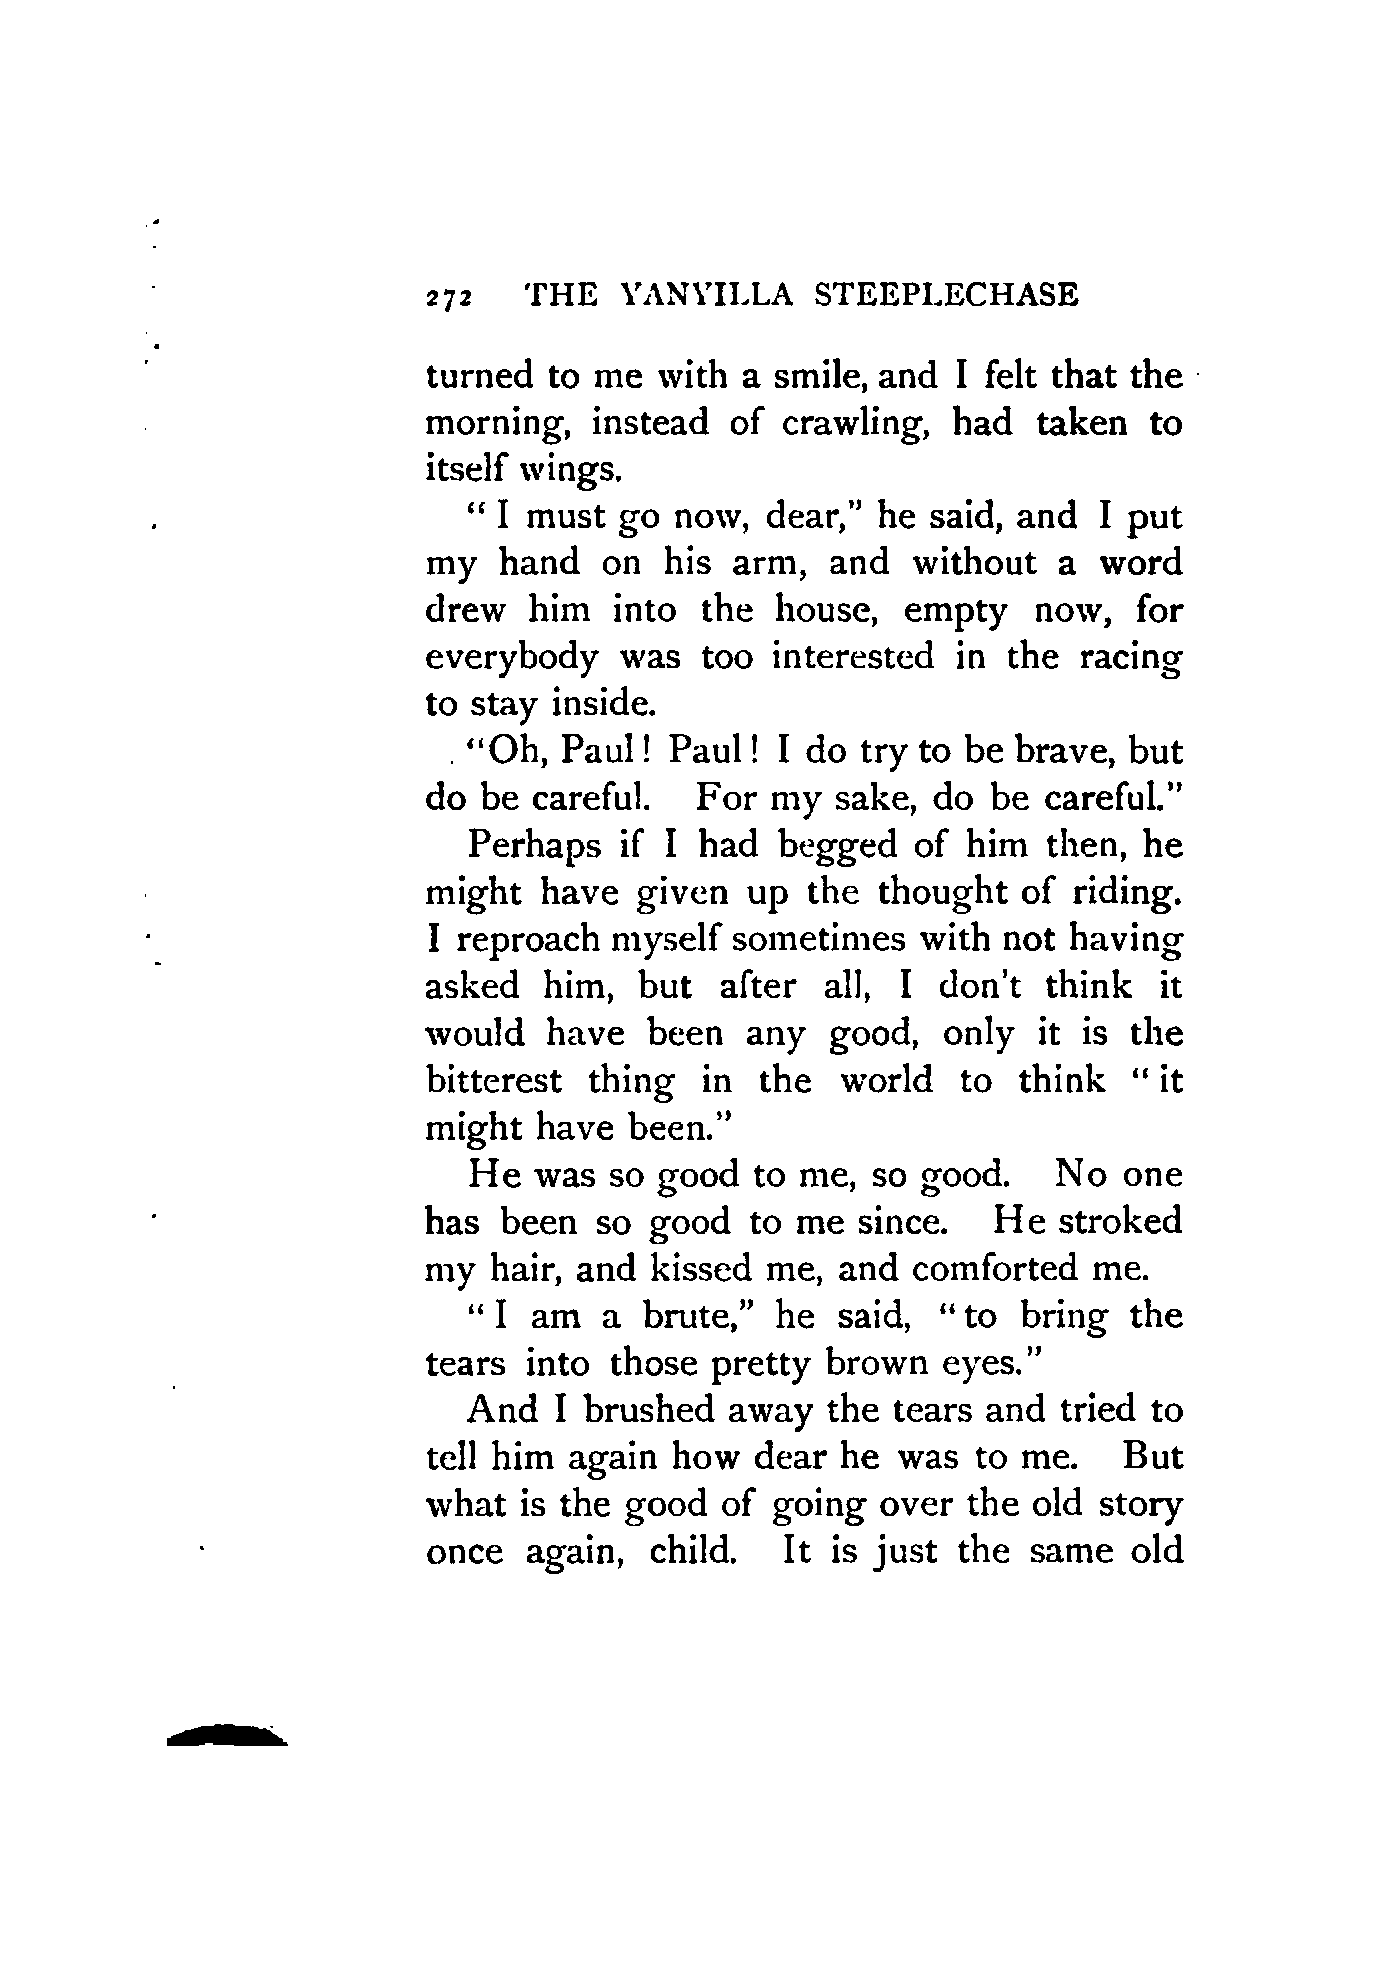 272 THE YANYILLA STEEPLECHASE
turned to me with a smile, and I felt that the
morning, instead of crawling, had taken to
itself wings.
" I must go now, dear," he said, and I put
my hand on his arm, and without a word
drew him into the house, empty now, for
everybody was too interested in the racing
to stay inside.
"Oh, Paul! Paul! I do try to be brave, but
do be careful. For my sake, do be careful."
Perhaps if I had begged of him then, he
might have given up the thought of riding.
I reproach myself sometimes with not having
asked him, but after all, I don't think it
would have been any good, only it is the
bitterest thing in the world to think " it
might have been."
He was so good to me, so good. No one
has been so good to me since. He stroked
my hair, and kissed me, and comforted me.
" I am a brute," he said, " to bring the
tears into those pretty brown eyes."
And I brushed away the tears and tried to
tell him again how dear he was to me. But
what is the good of going over the old story
once again, child. It is just the same old